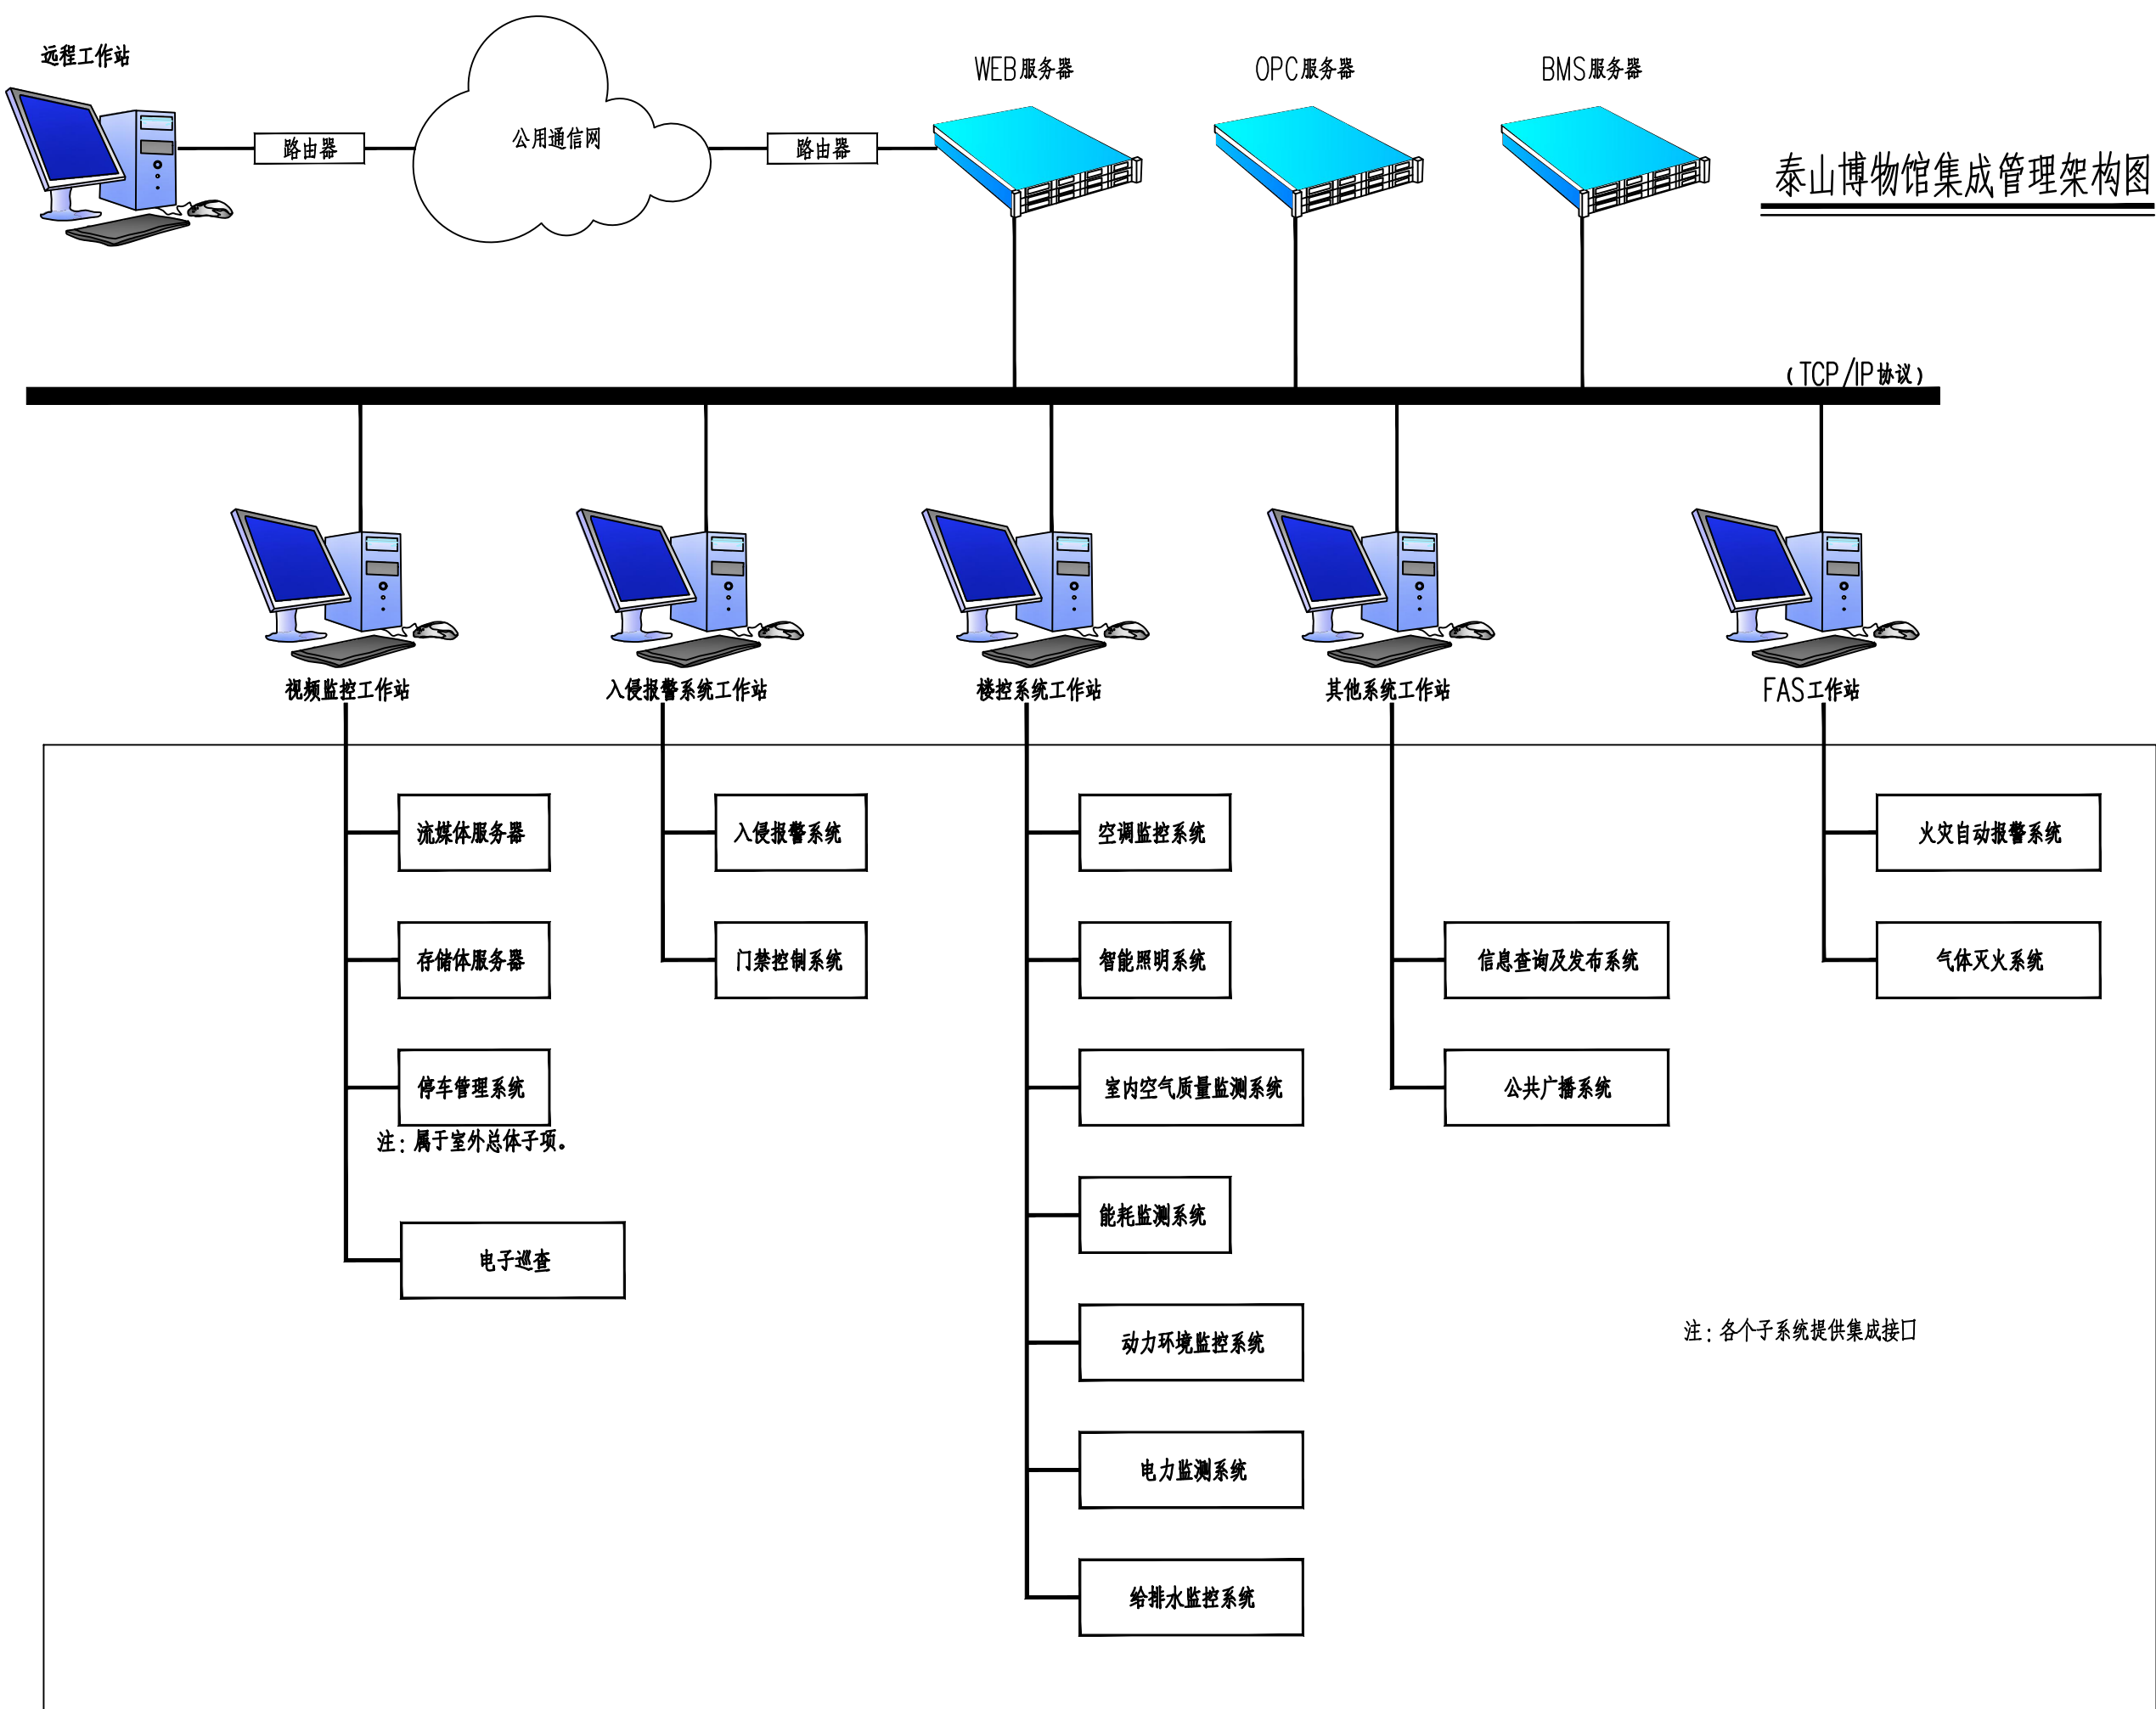 远程工作站
WEB服务器
OPC服务器
BMS服务器
路由器
公用通信网
路由器
泰山博物馆集成管理架构图
(TCP/IP协议)
视频监控工作站
入侵报警系统工作站
楼控系统工作站
其他系统工作站
FAS工作站
流媒体服务器
入侵报警系统
空调监控系统
火灾自动报警系统
存储体服务器
门禁控制系统
智能照明系统
信息查询及发布系统
气体灭火系统
停车管理系统
室内空气质量监测系统
公共广播系统
注:属于室外总体子项。
能耗监测系统
电子巡查
动力环境监控系统
注:各个子系统提供集成接口
电力监测系统
给排水监控系统